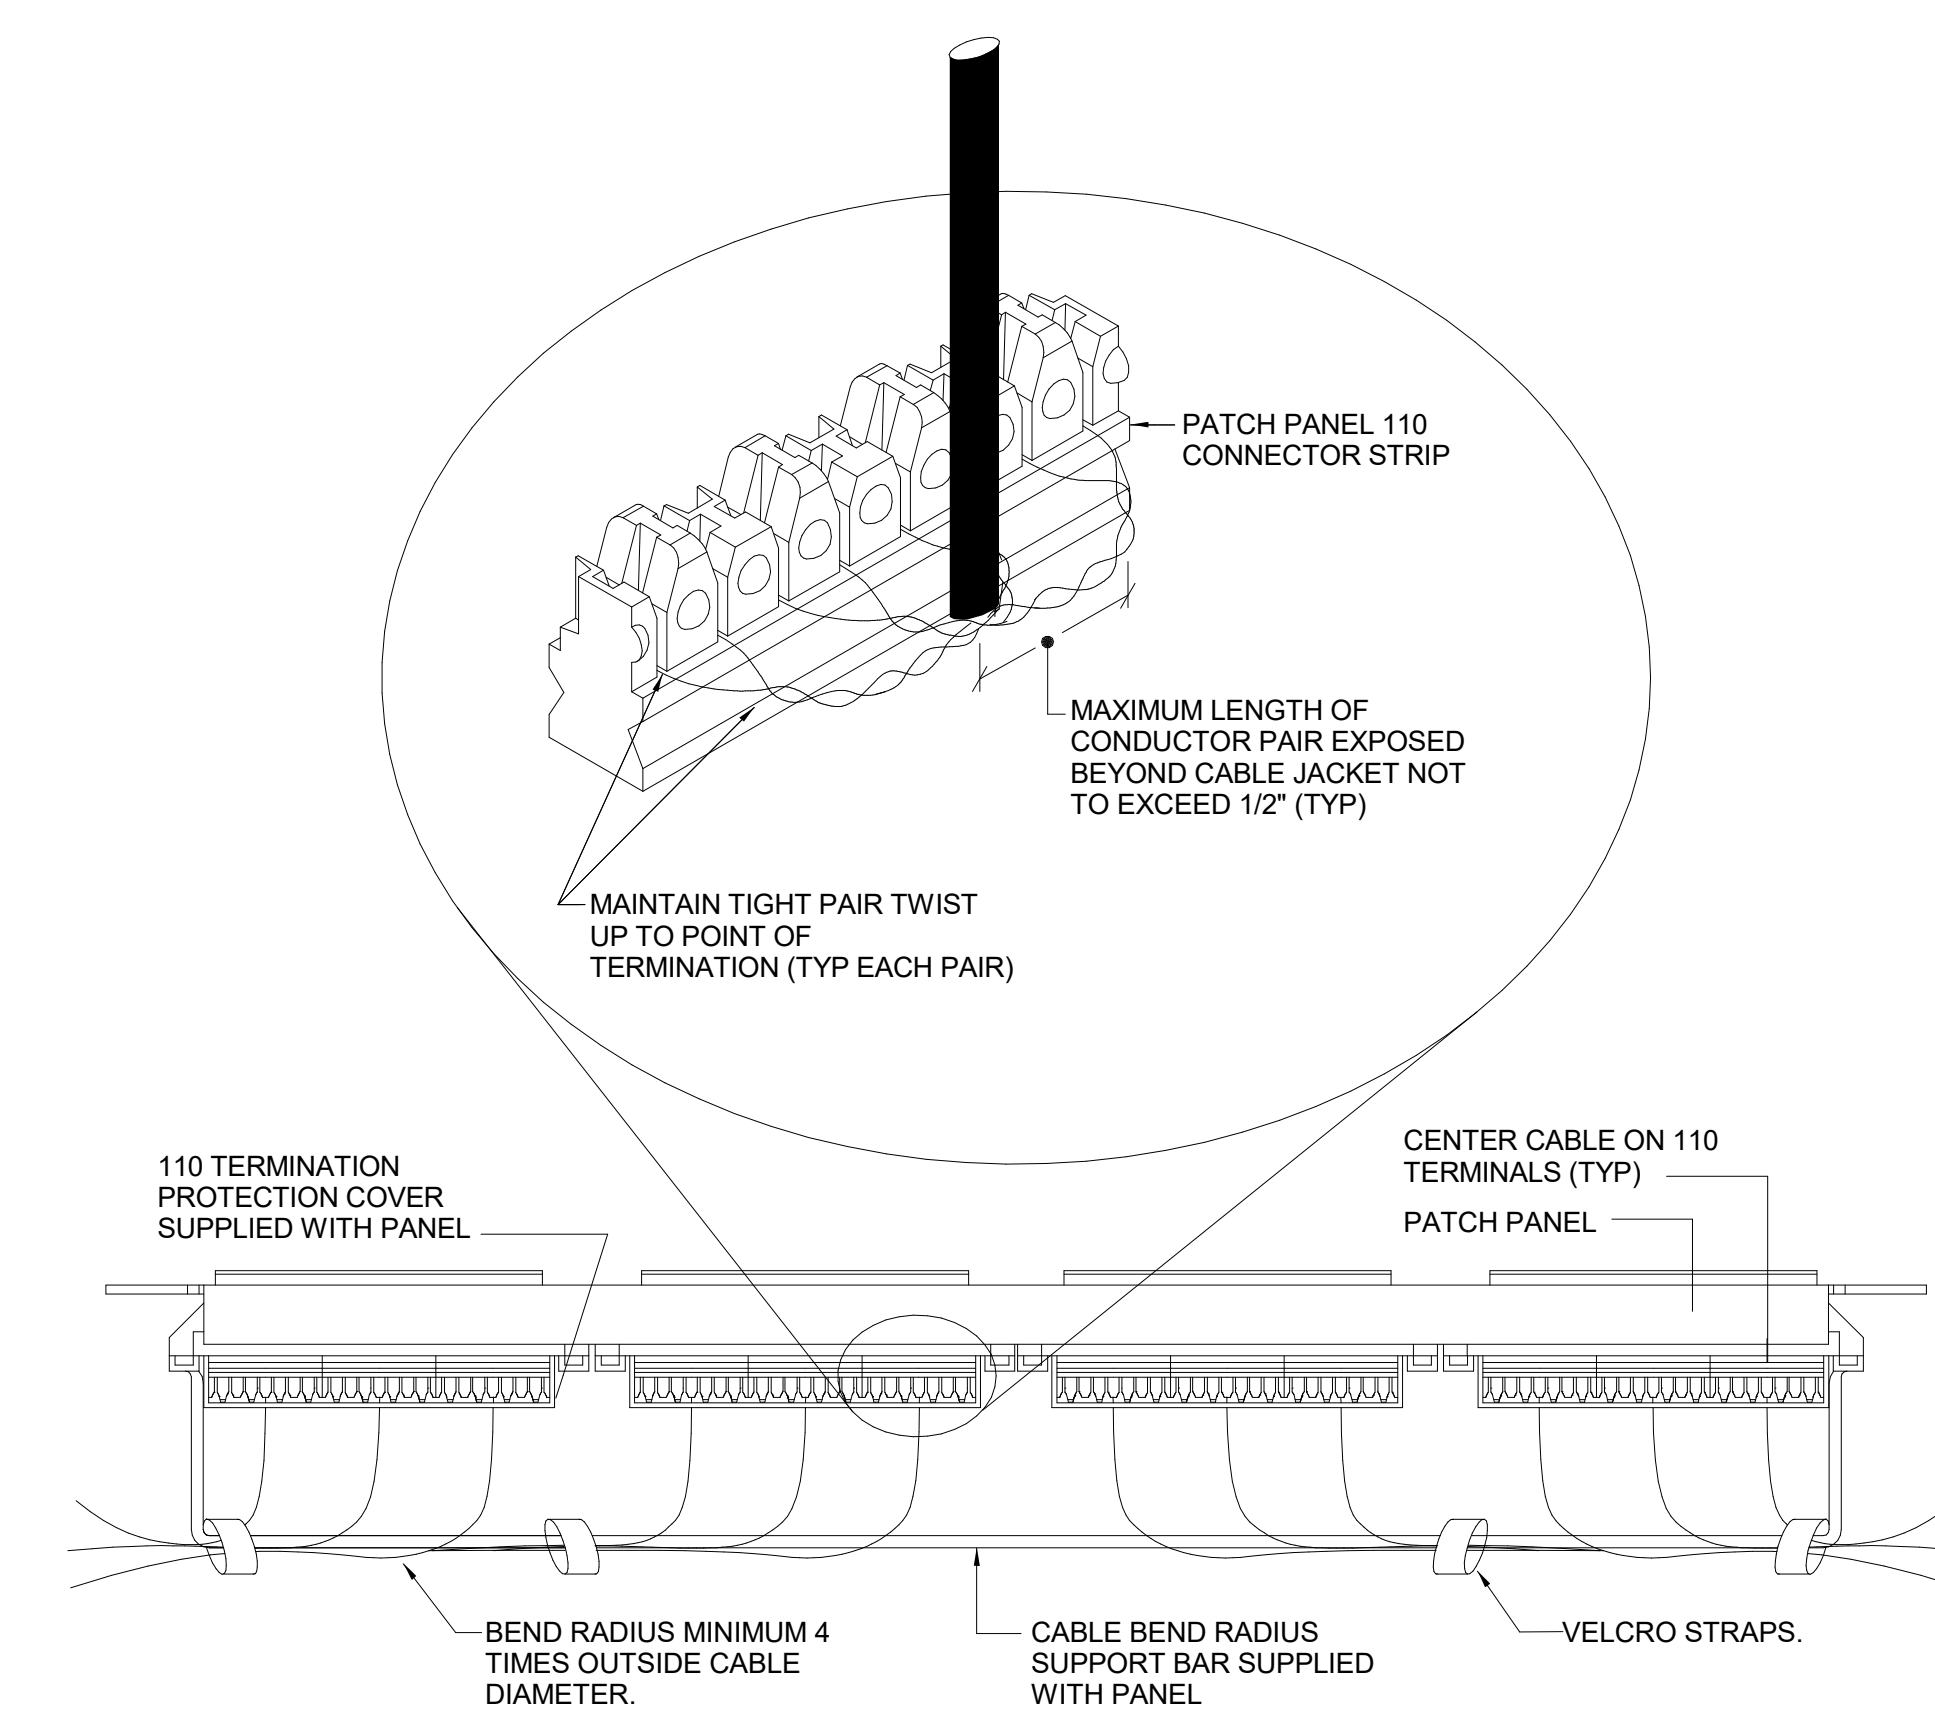 PATCH PANEL 110
CONNECTOR STRIP
MAXIMUM LENGTH OF
CONDUCTOR PAIR EXPOSED
BEYOND CABLE JACKET NOT
TO EXCEED 1/2" (TYP)
MAINTAIN TIGHT PAIR TWIST
UP TO POINT OF
TERMINATION (TYP EACH PAIR)
110 TERMINATION
PROTECTION COVER
SUPPLIED WITH PANEL
CENTER CABLE ON 110
TERMINALS (TYP)
PATCH PANEL
BEND RADIUS MINIMUM 4
TIMES OUTSIDE CABLE
DIAMETER.
CABLE BEND RADIUS
SUPPORT BAR SUPPLIED
WITH PANEL
VELCRO STRAPS.